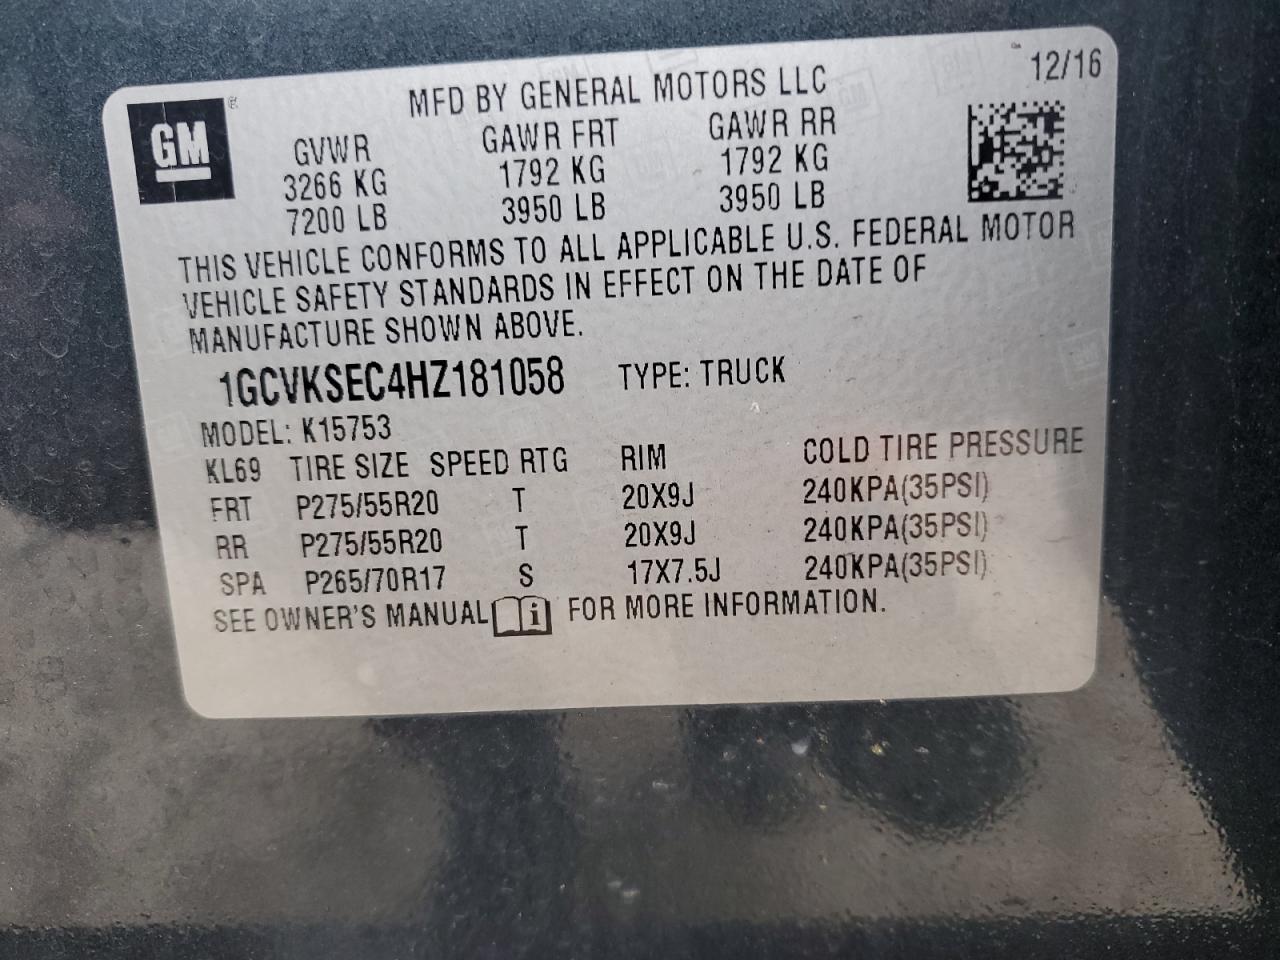 MFD BY GENERAL MOTORS LLC 12/16
GM ®
GVWR GAWR FRT GAWR RR
3266 KG 1792 KG 1792 KG
7200 LB 3950 LB 3950 LB
THIS VEHICLE CONFORMS TO ALL APPLICABLE U.S. FEDERAL MOTOR
VEHICLE SAFETY STANDARDS IN EFFECT ON THE DATE OF
MANUFACTURE SHOWN ABOVE.
1GCVKSEC4HZ181058 TYPE: TRUCK
MODEL: K15753
KL69 TIRE SIZE SPEED RTG RIM COLD TIRE PRESSURE
FRT P275/55R20 T 20X9J 240KPA(35PSI)
RR P275/55R20 T 20X9J 240KPA(35PSI)
SPA P265/70R17 S 17X7.5J 240KPA(35PSI)
SEE OWNER'S MANUAL i FOR MORE INFORMATION.